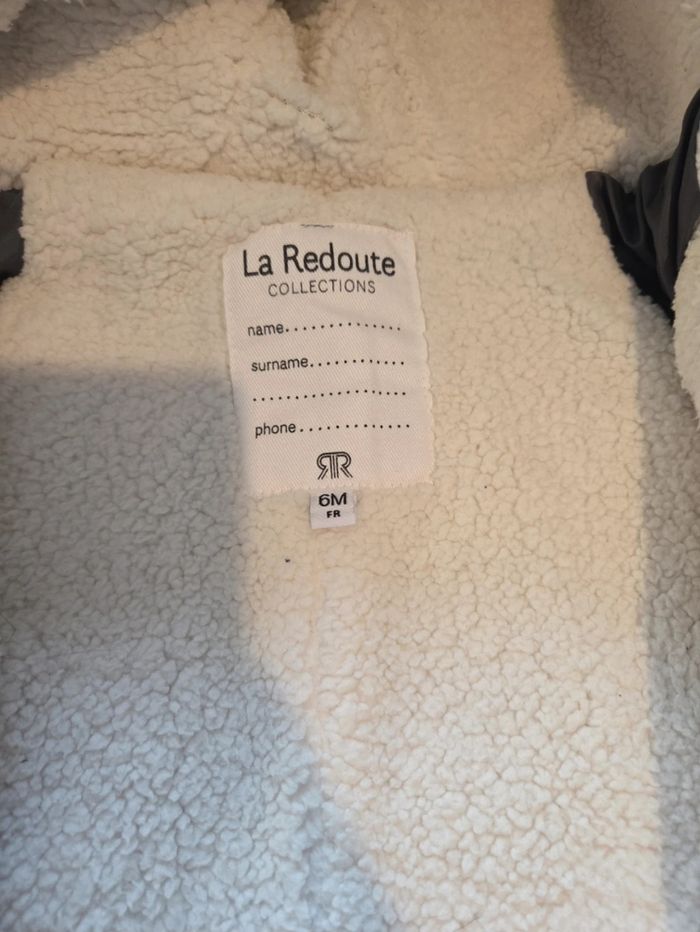 La Redoute
COLLECTIONS
name..............
surname............
...................
phone.............
RR
6M
FR